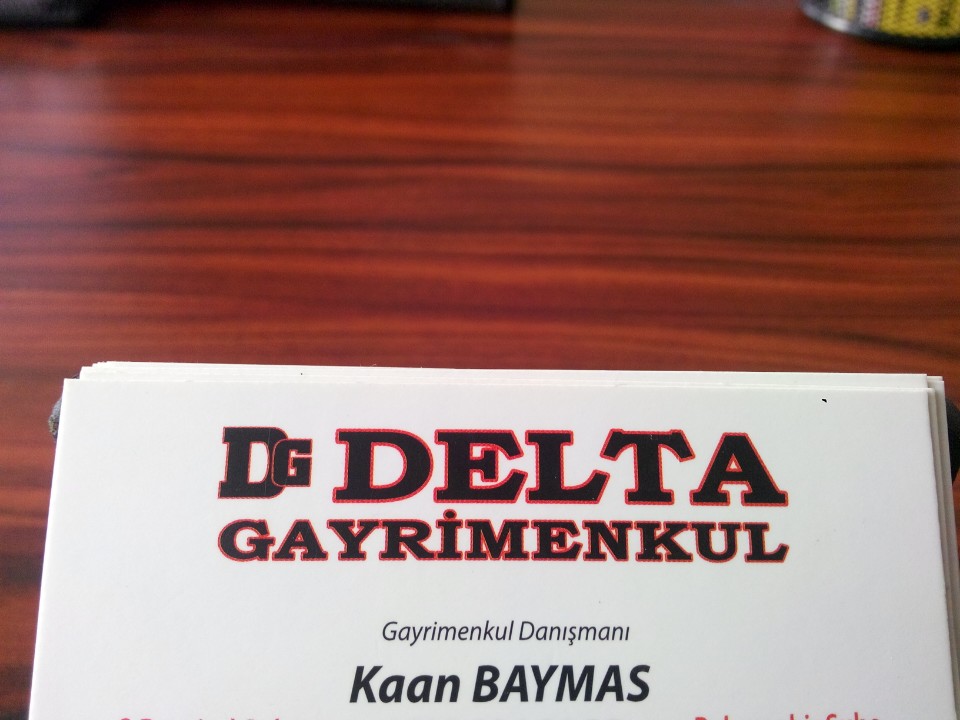 DG DELTA
GAYRİMENKUL
Gayrimenkul Danışmanı
Kaan BAYMAS